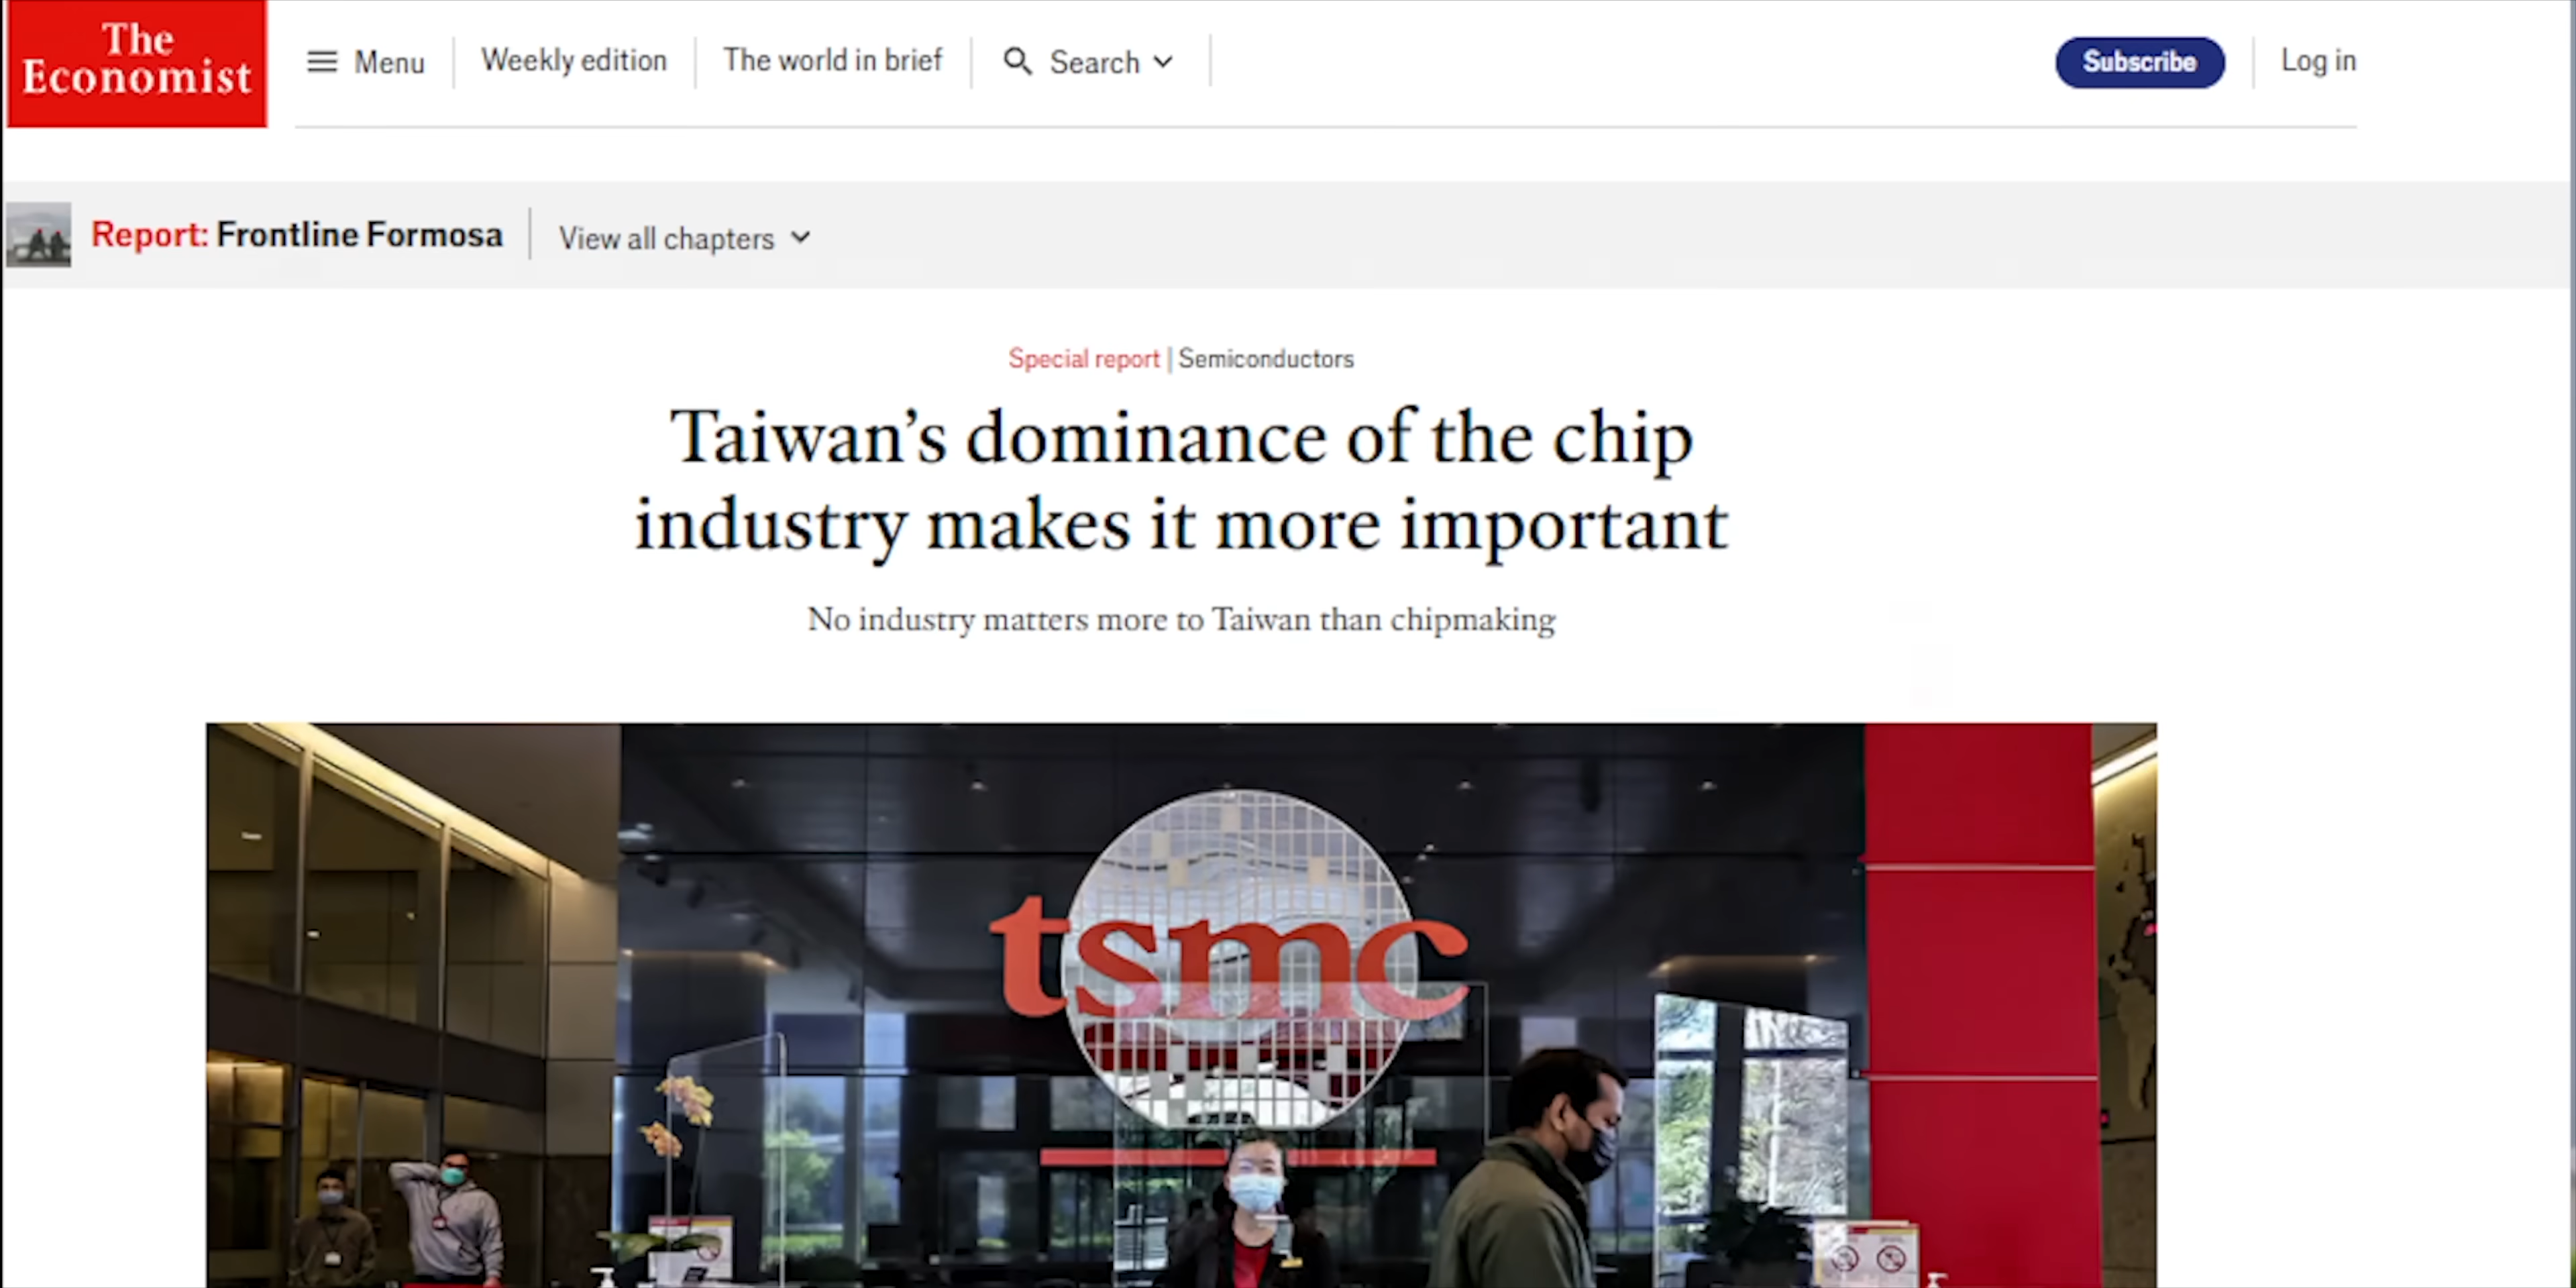 The
Economist
Menu
Weekly edition
The world in brief
Search
Subscribe
Log in
Report: Frontline Formosa
View all chapters
Special report | Semiconductors
Taiwan’s dominance of the chip
industry makes it more important
No industry matters more to Taiwan than chipmaking
tsmc